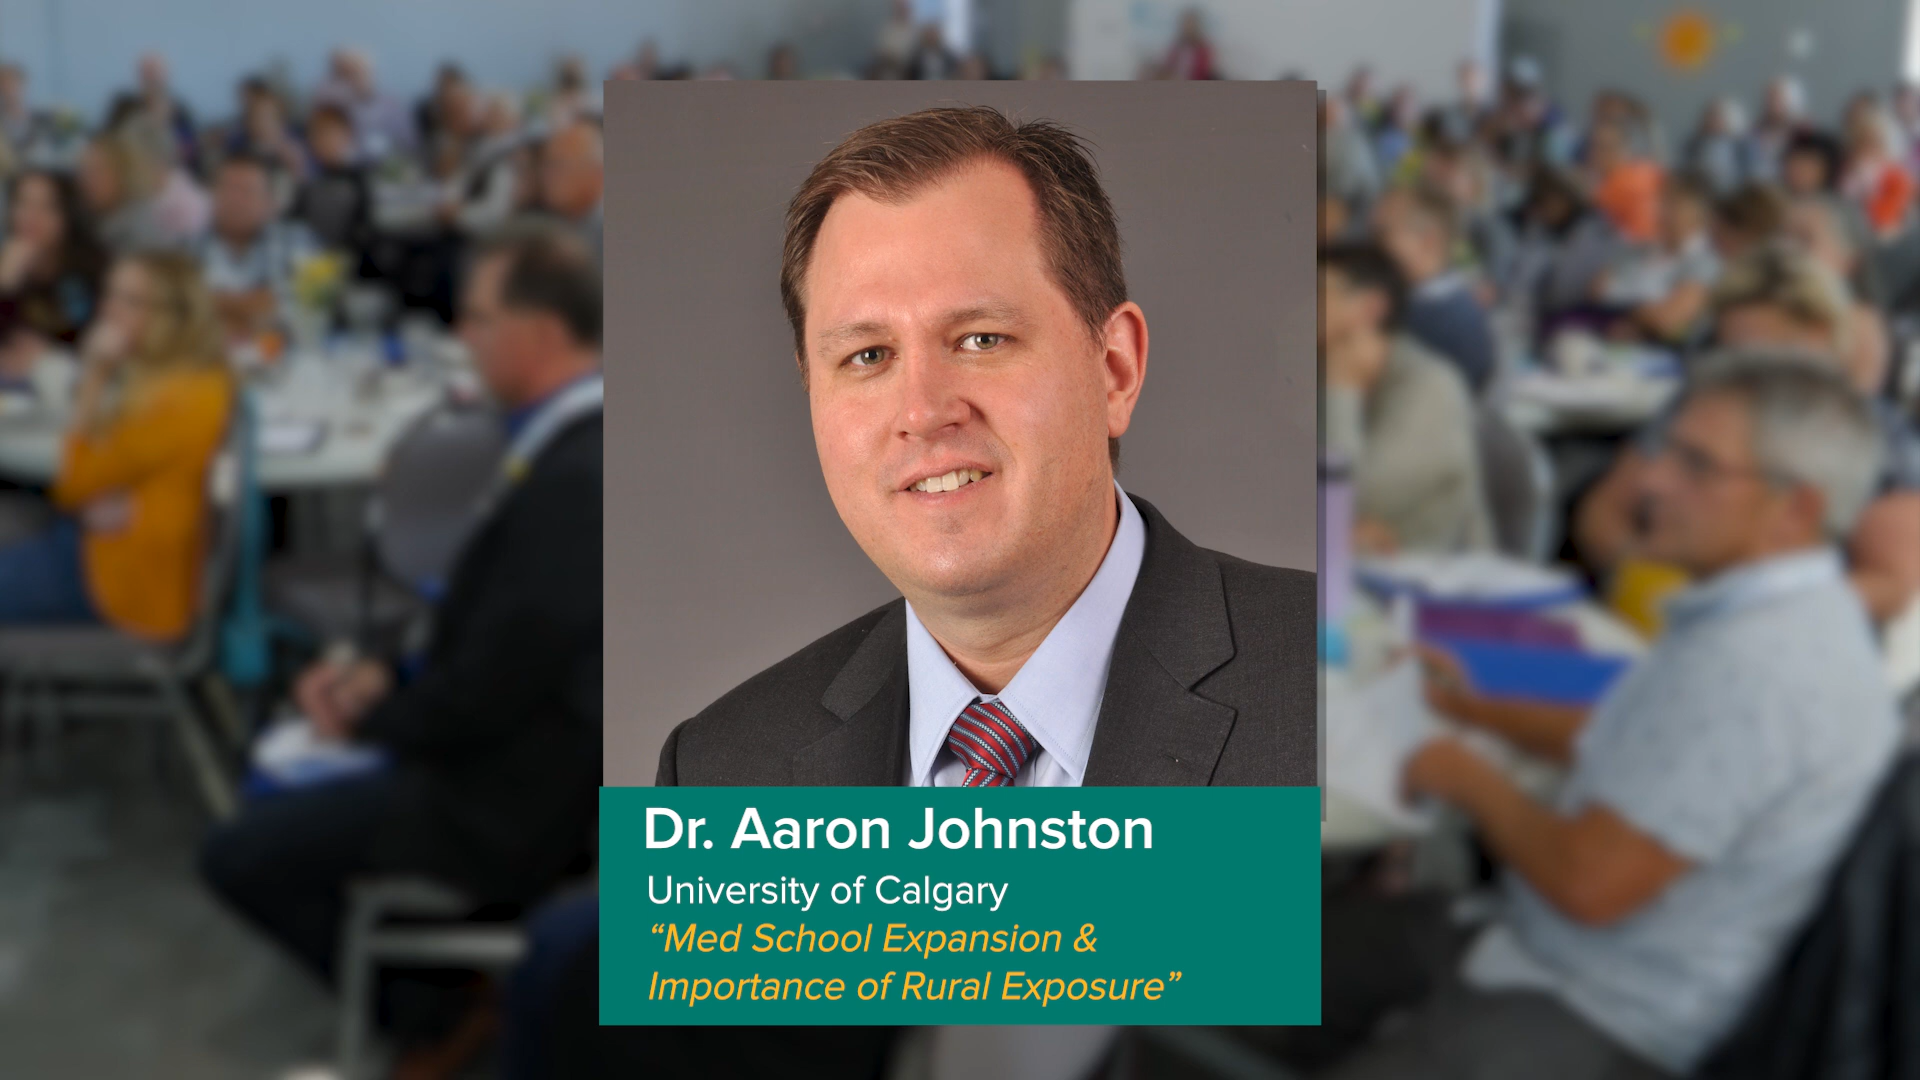 Dr. Aaron Johnston
University of Calgary
“Med School Expansion &
Importance of Rural Exposure”